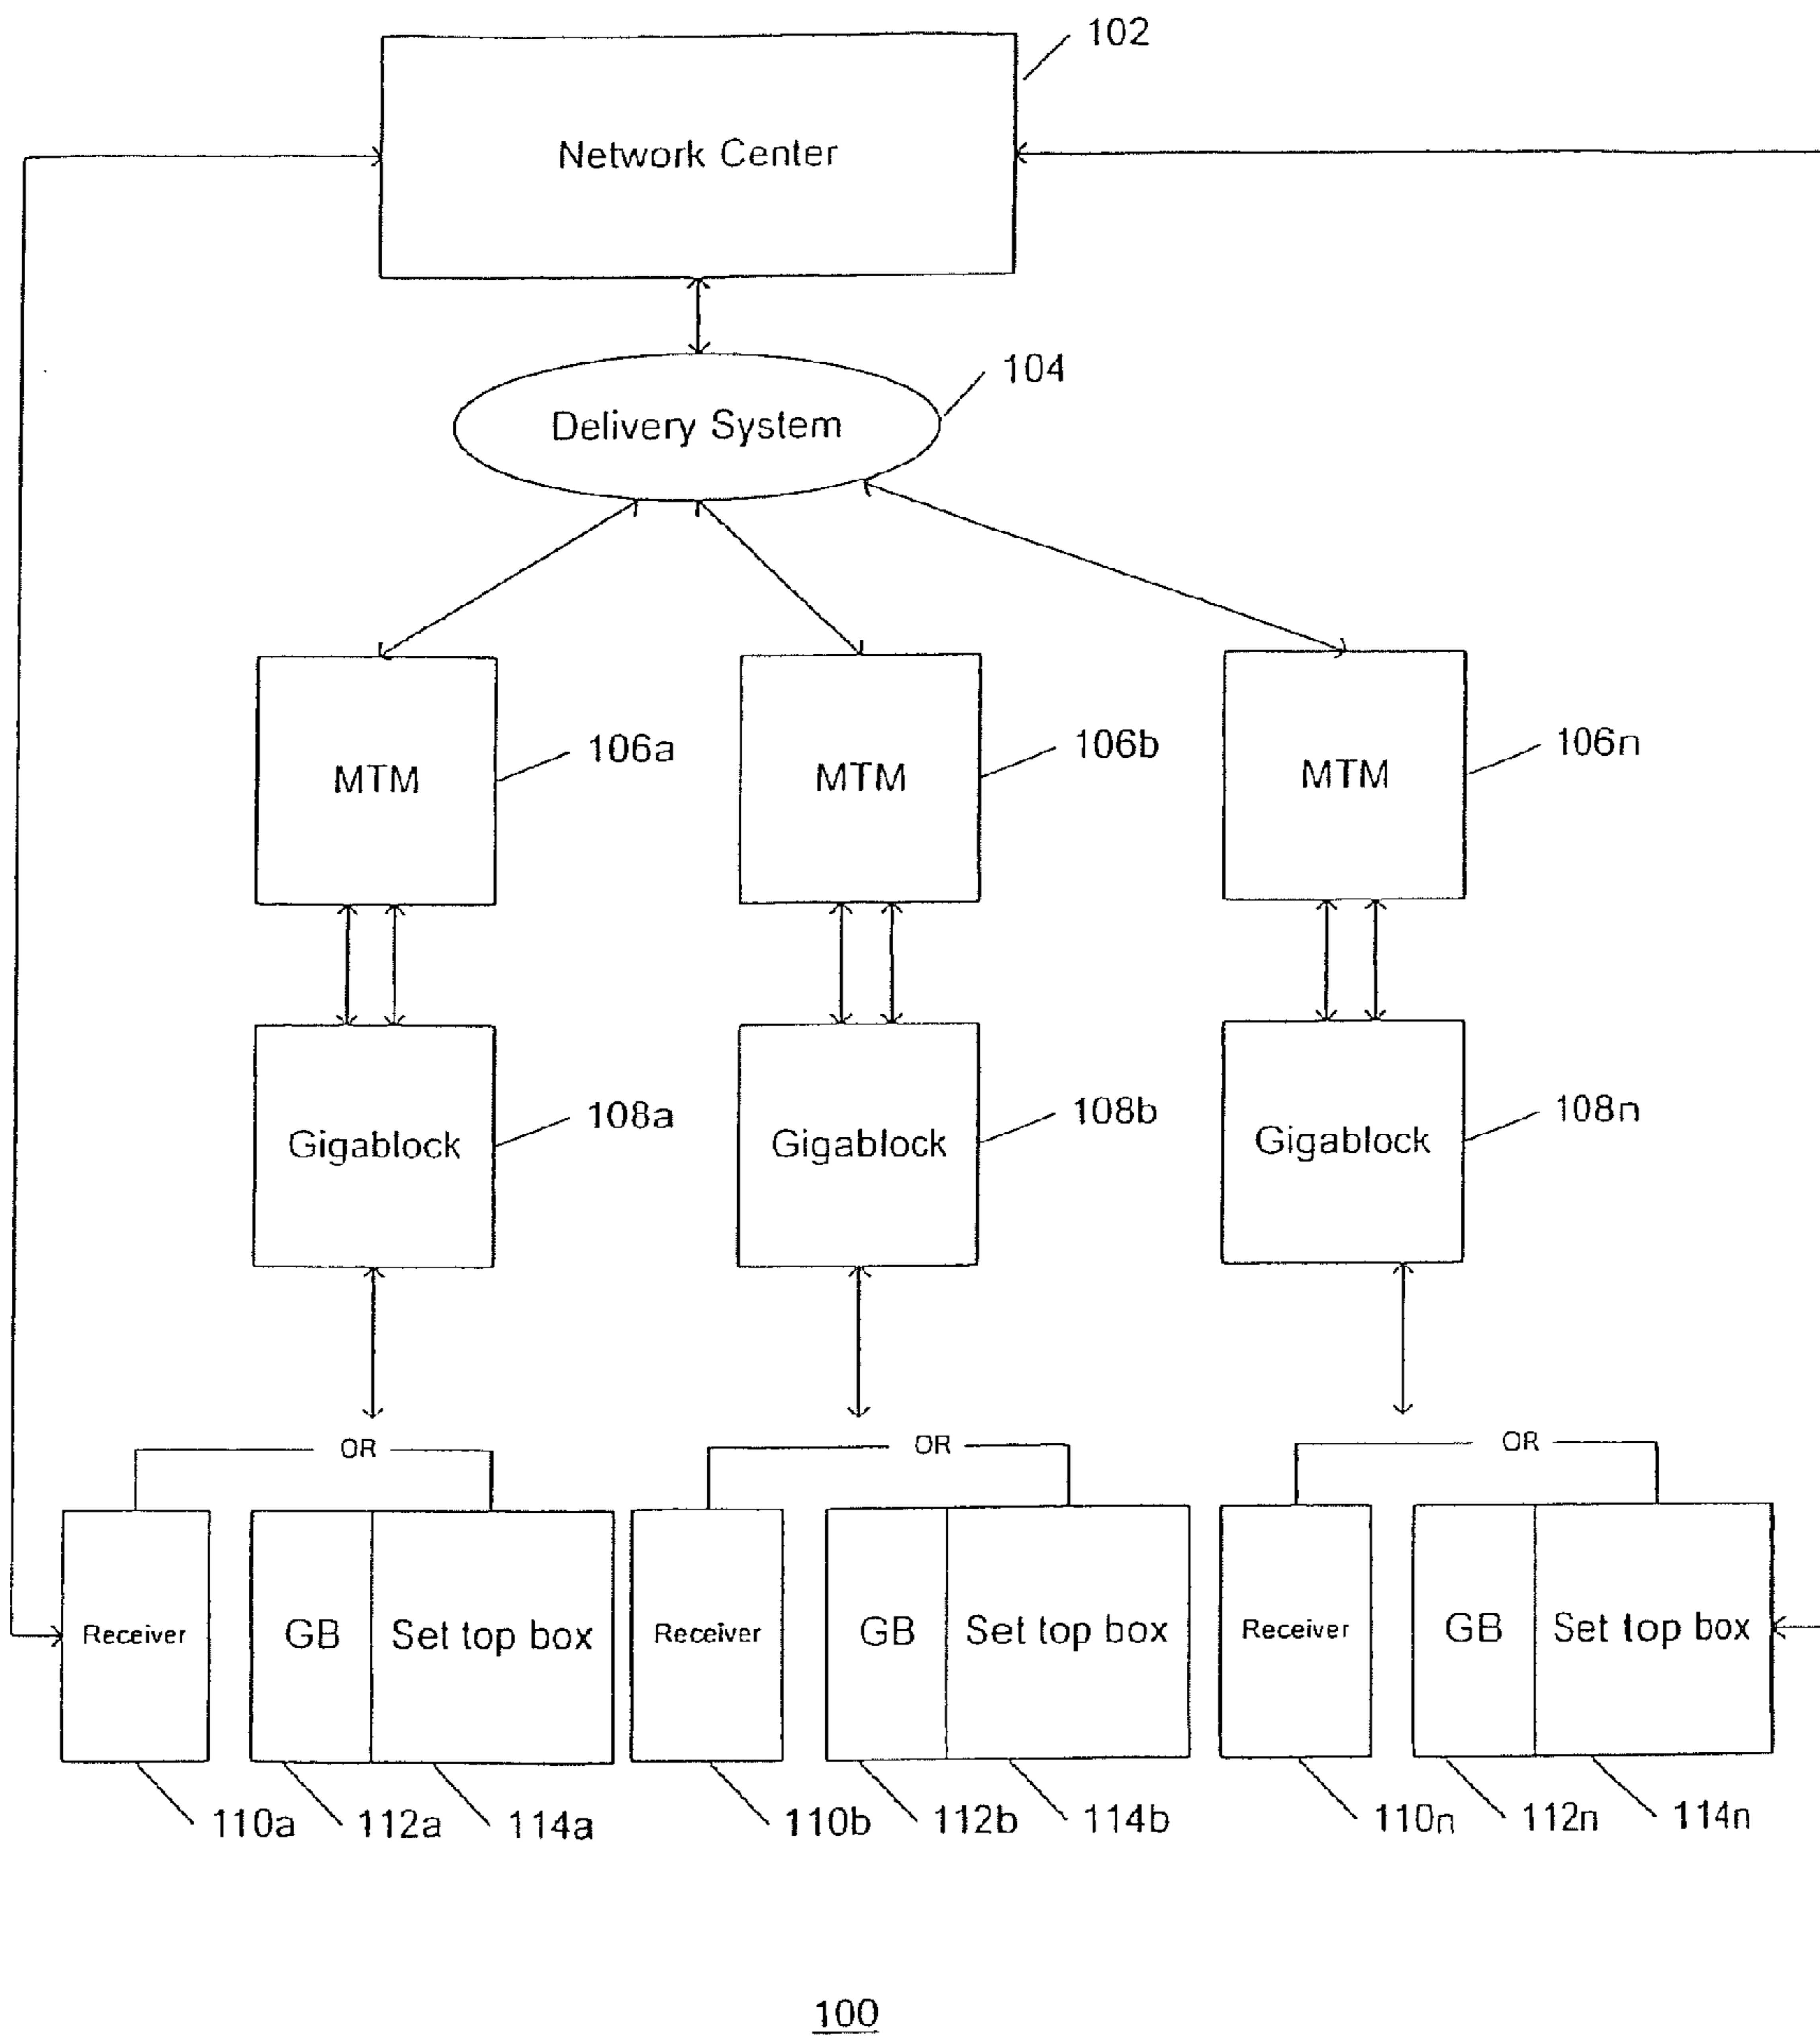 102
Network Center
104
Delivery System
MTM
106a
MTM
106b
MTM
106n
Gigablock
108a
Gigablock
108b
Gigablock
108n
OR
OR
OR
Receiver
GB
Set top box
Receiver
GB
Set top box
Receiver
GB
Set top box
110a
112a
114a
110b
112b
114b
110n
112n
114n
100